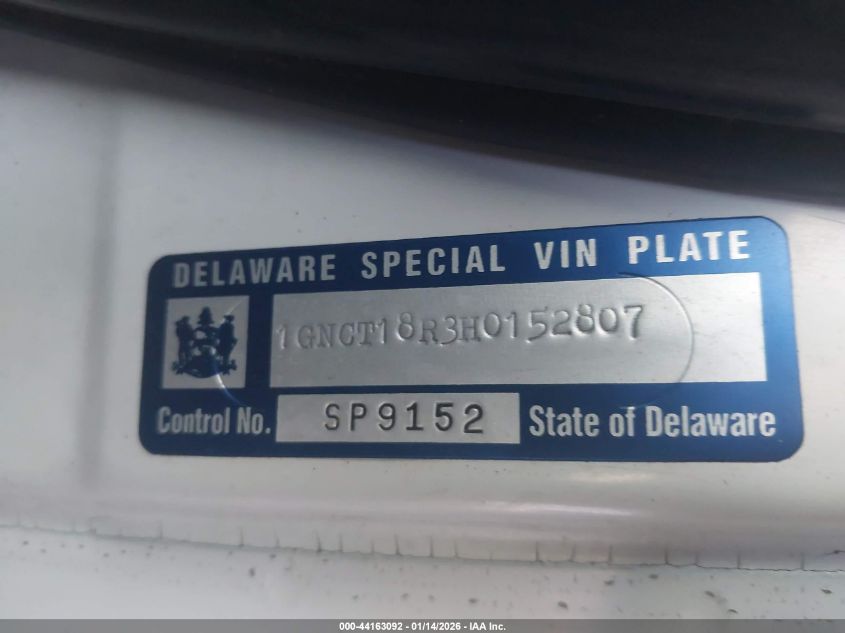 DELAWARE SPECIAL VIN PLATE
1GNCT18R3H0152807
Control No. SP9152 State of Delaware
000-44163092 - 01/14/2026 - IAA Inc.